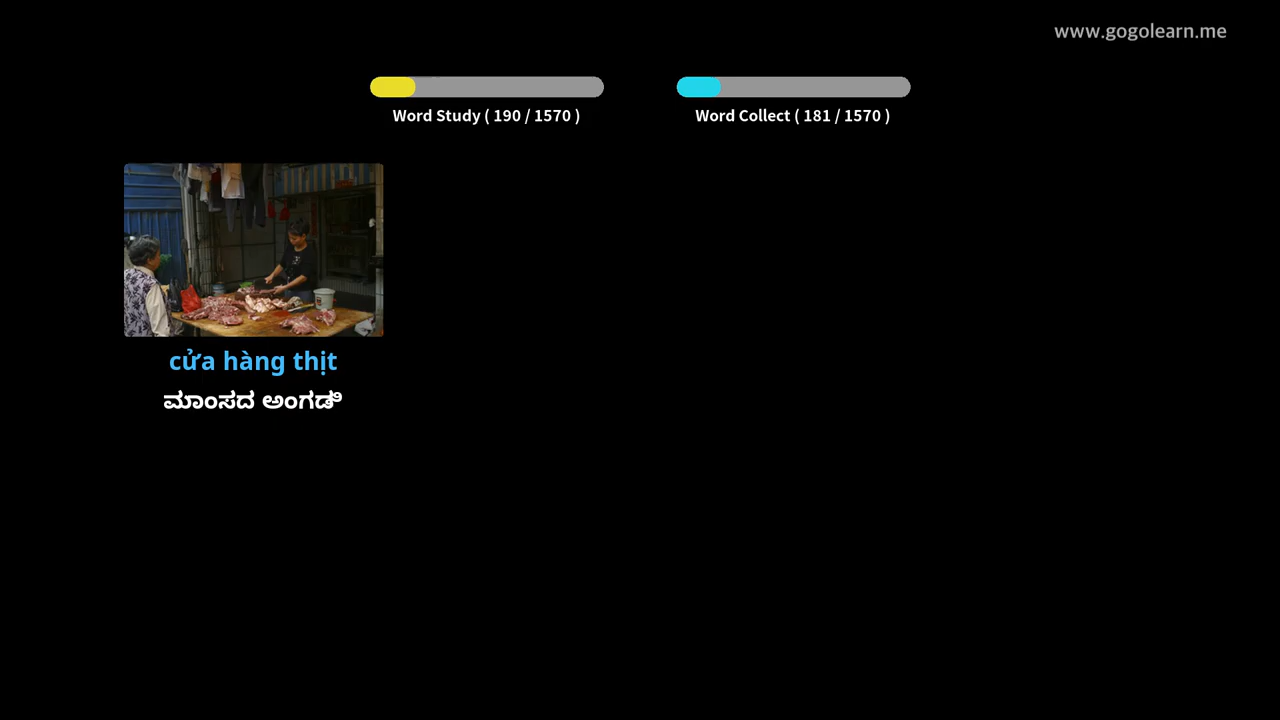 www.gogolearn.me
Word Study ( 190 / 1570 )
Word Collect ( 181 / 1570 )
cửa hàng thịt
ಮಾಂಸದ ಅಂಗಡಿ